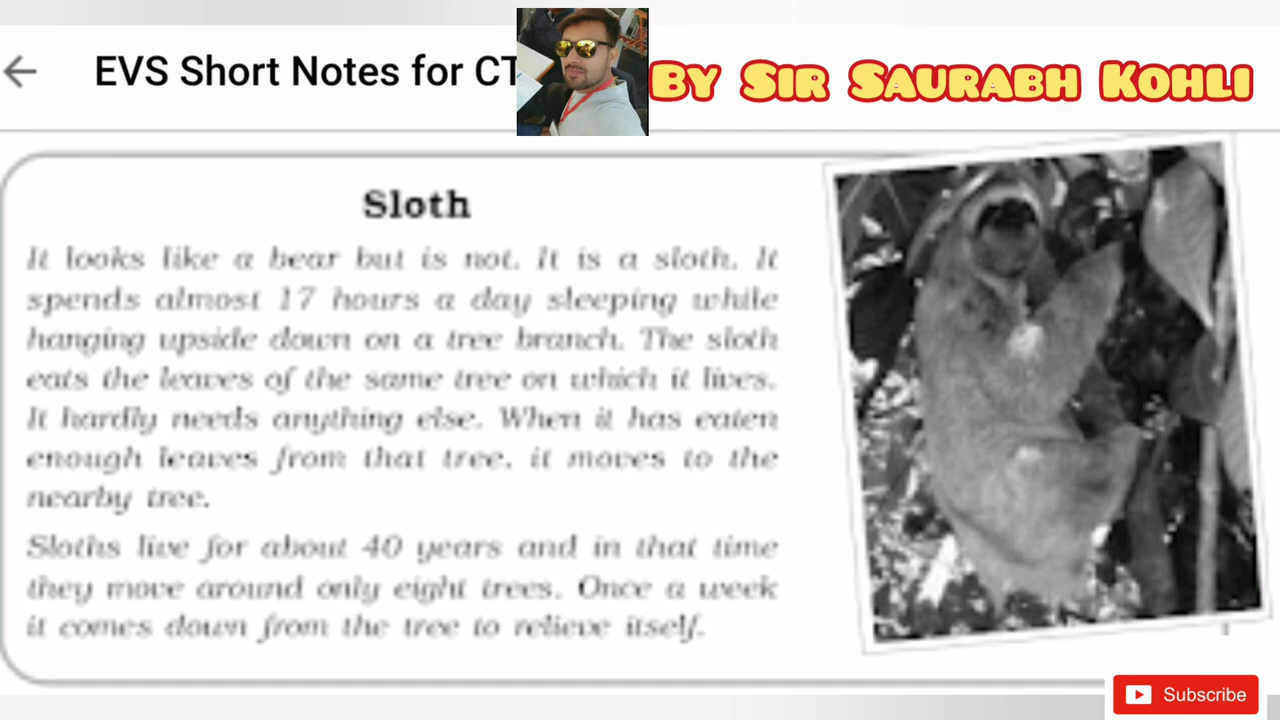 EVS Short Notes for CT
By Sir Saurabh Kohli
Sloth
It looks like a bear but is not. It is a sloth. It
spends almost 17 hours a day sleeping while
hanging upside down on a tree branch. The sloth
eats the leaves of the same tree on which it lives.
It hardly needs anything else. When it has eaten
enough leaves from that tree, it moves to the
nearby tree.
Sloths live for about 40 years and in that time
they move around only eight trees. Once a week
it comes down from the tree to relieve itself.
Subscribe